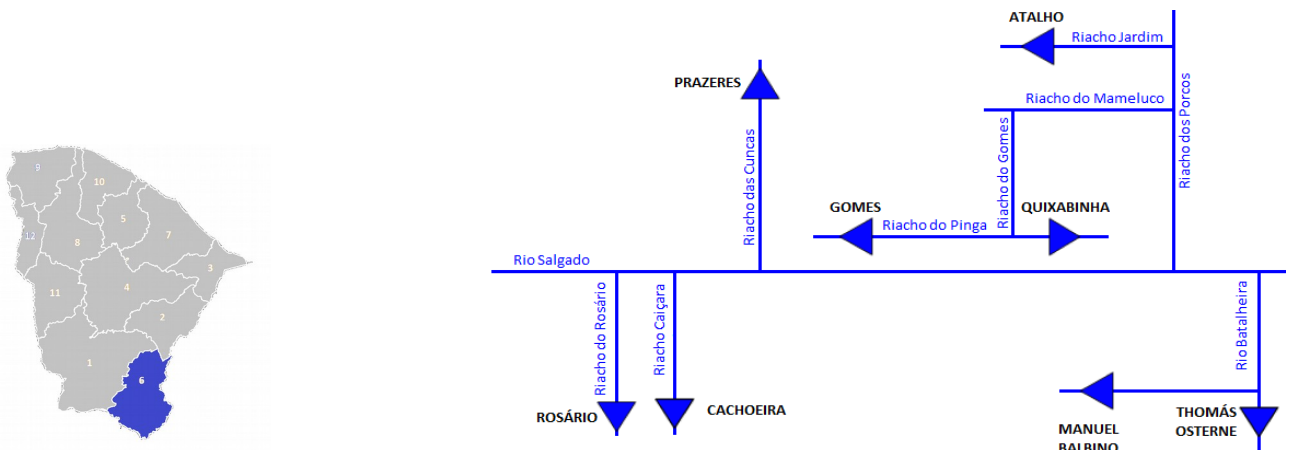 9
10
5
12
8
7
3
11
4
2
1
6
ATALHO
Riacho Jardim
PRAZERES
Riacho do Mameluco
Riacho dos Porcos
Riacho das Cuncas
Riacho do Gomes
GOMES
QUIXABINHA
Riacho do Pinga
Rio Salgado
Riacho do Rosário
Riacho Caiçara
Rio Batalheira
ROSÁRIO
CACHOEIRA
MANUEL
BALBINO
THOMÁS
OSTERNE